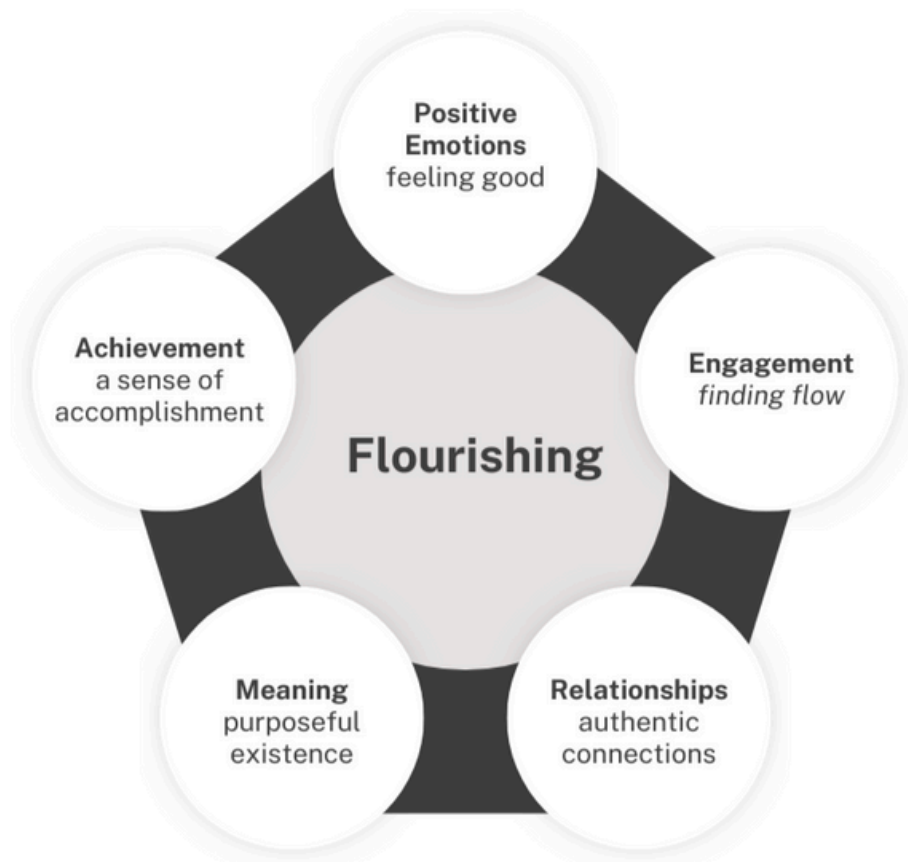 Positive
Emotions
feeling good
Achievement
a sense of
accomplishment
Engagement
finding flow
Flourishing
Meaning
purposeful
existence
Relationships
authentic
connections